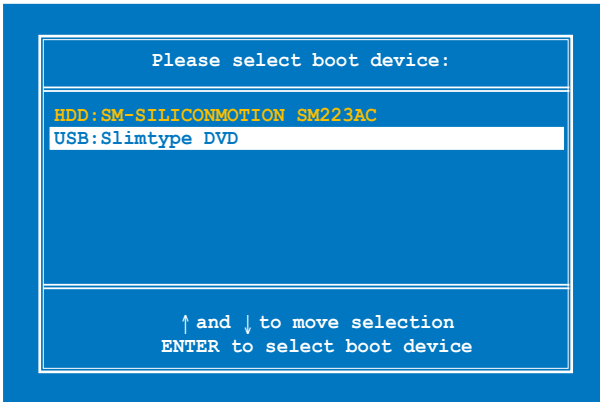 Please select boot device:
HDD:SM-SILICONMOTION SM223AC
USB:Slimtype DVD
↑ and ↓ to move selection
ENTER to select boot device